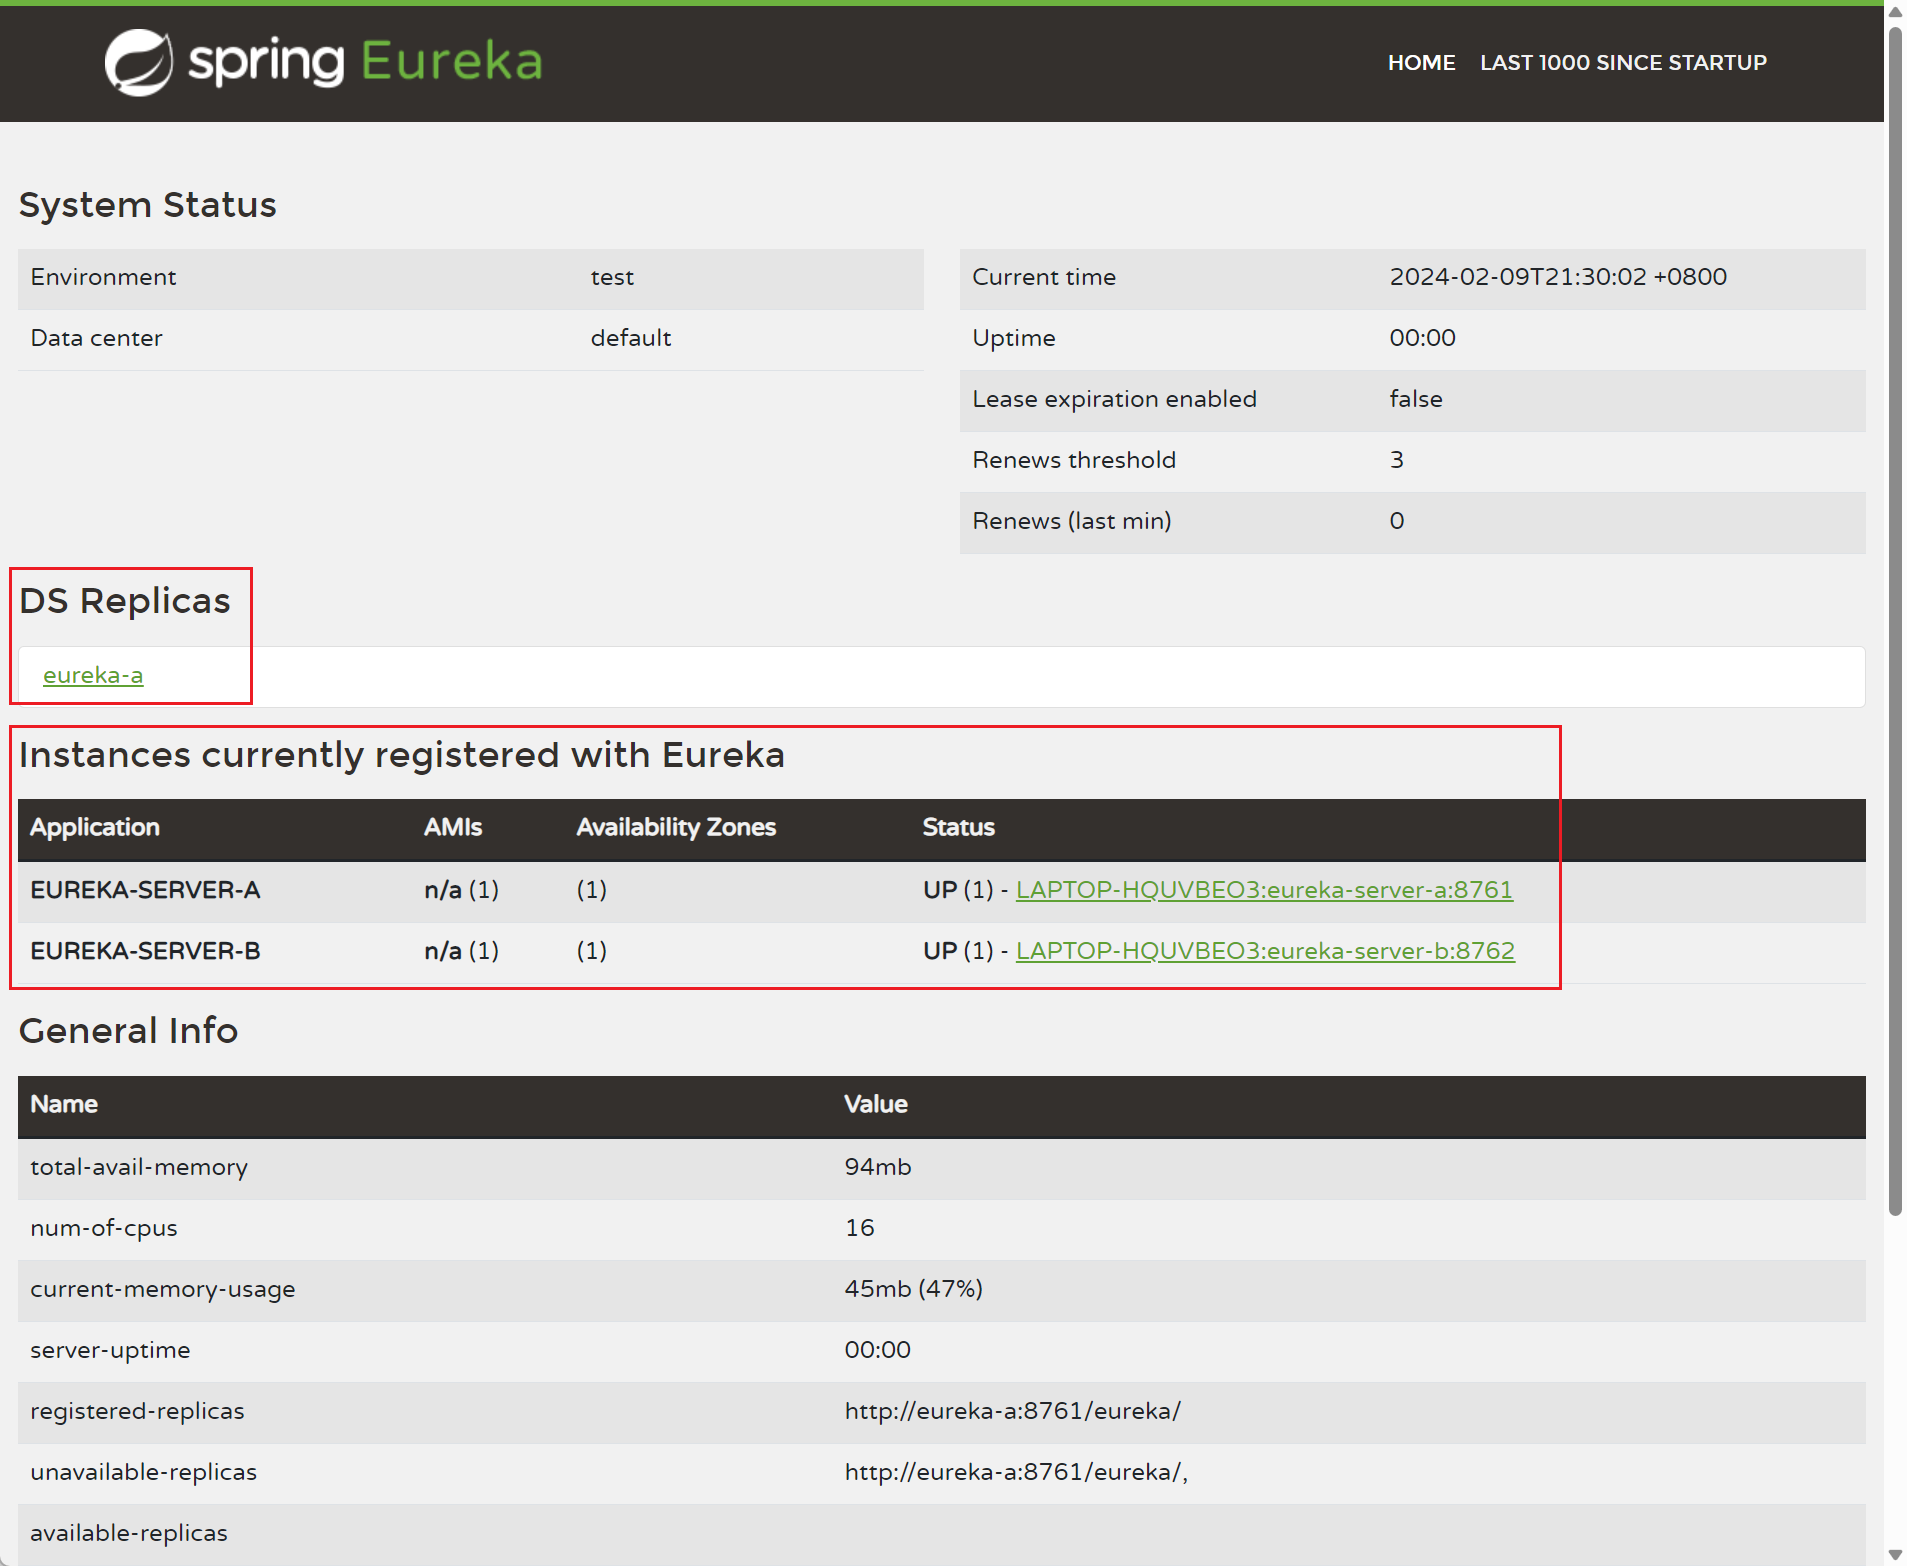 spring Eureka
HOME LAST 1000 SINCE STARTUP
System Status
Environment test
Data center default
Current time 2024-02-09T21:30:02 +0800
Uptime 00:00
Lease expiration enabled false
Renews threshold 3
Renews (last min) 0
DS Replicas
eureka-a
Instances currently registered with Eureka
Application AMIs Availability Zones Status
EUREKA-SERVER-A n/a (1) (1) UP (1) - LAPTOP-HQUVBEO3:eureka-server-a:8761
EUREKA-SERVER-B n/a (1) (1) UP (1) - LAPTOP-HQUVBEO3:eureka-server-b:8762
General Info
Name Value
total-avail-memory 94mb
num-of-cpus 16
current-memory-usage 45mb (47%)
server-uptime 00:00
registered-replicas http://eureka-a:8761/eureka/
unavailable-replicas http://eureka-a:8761/eureka/,
available-replicas